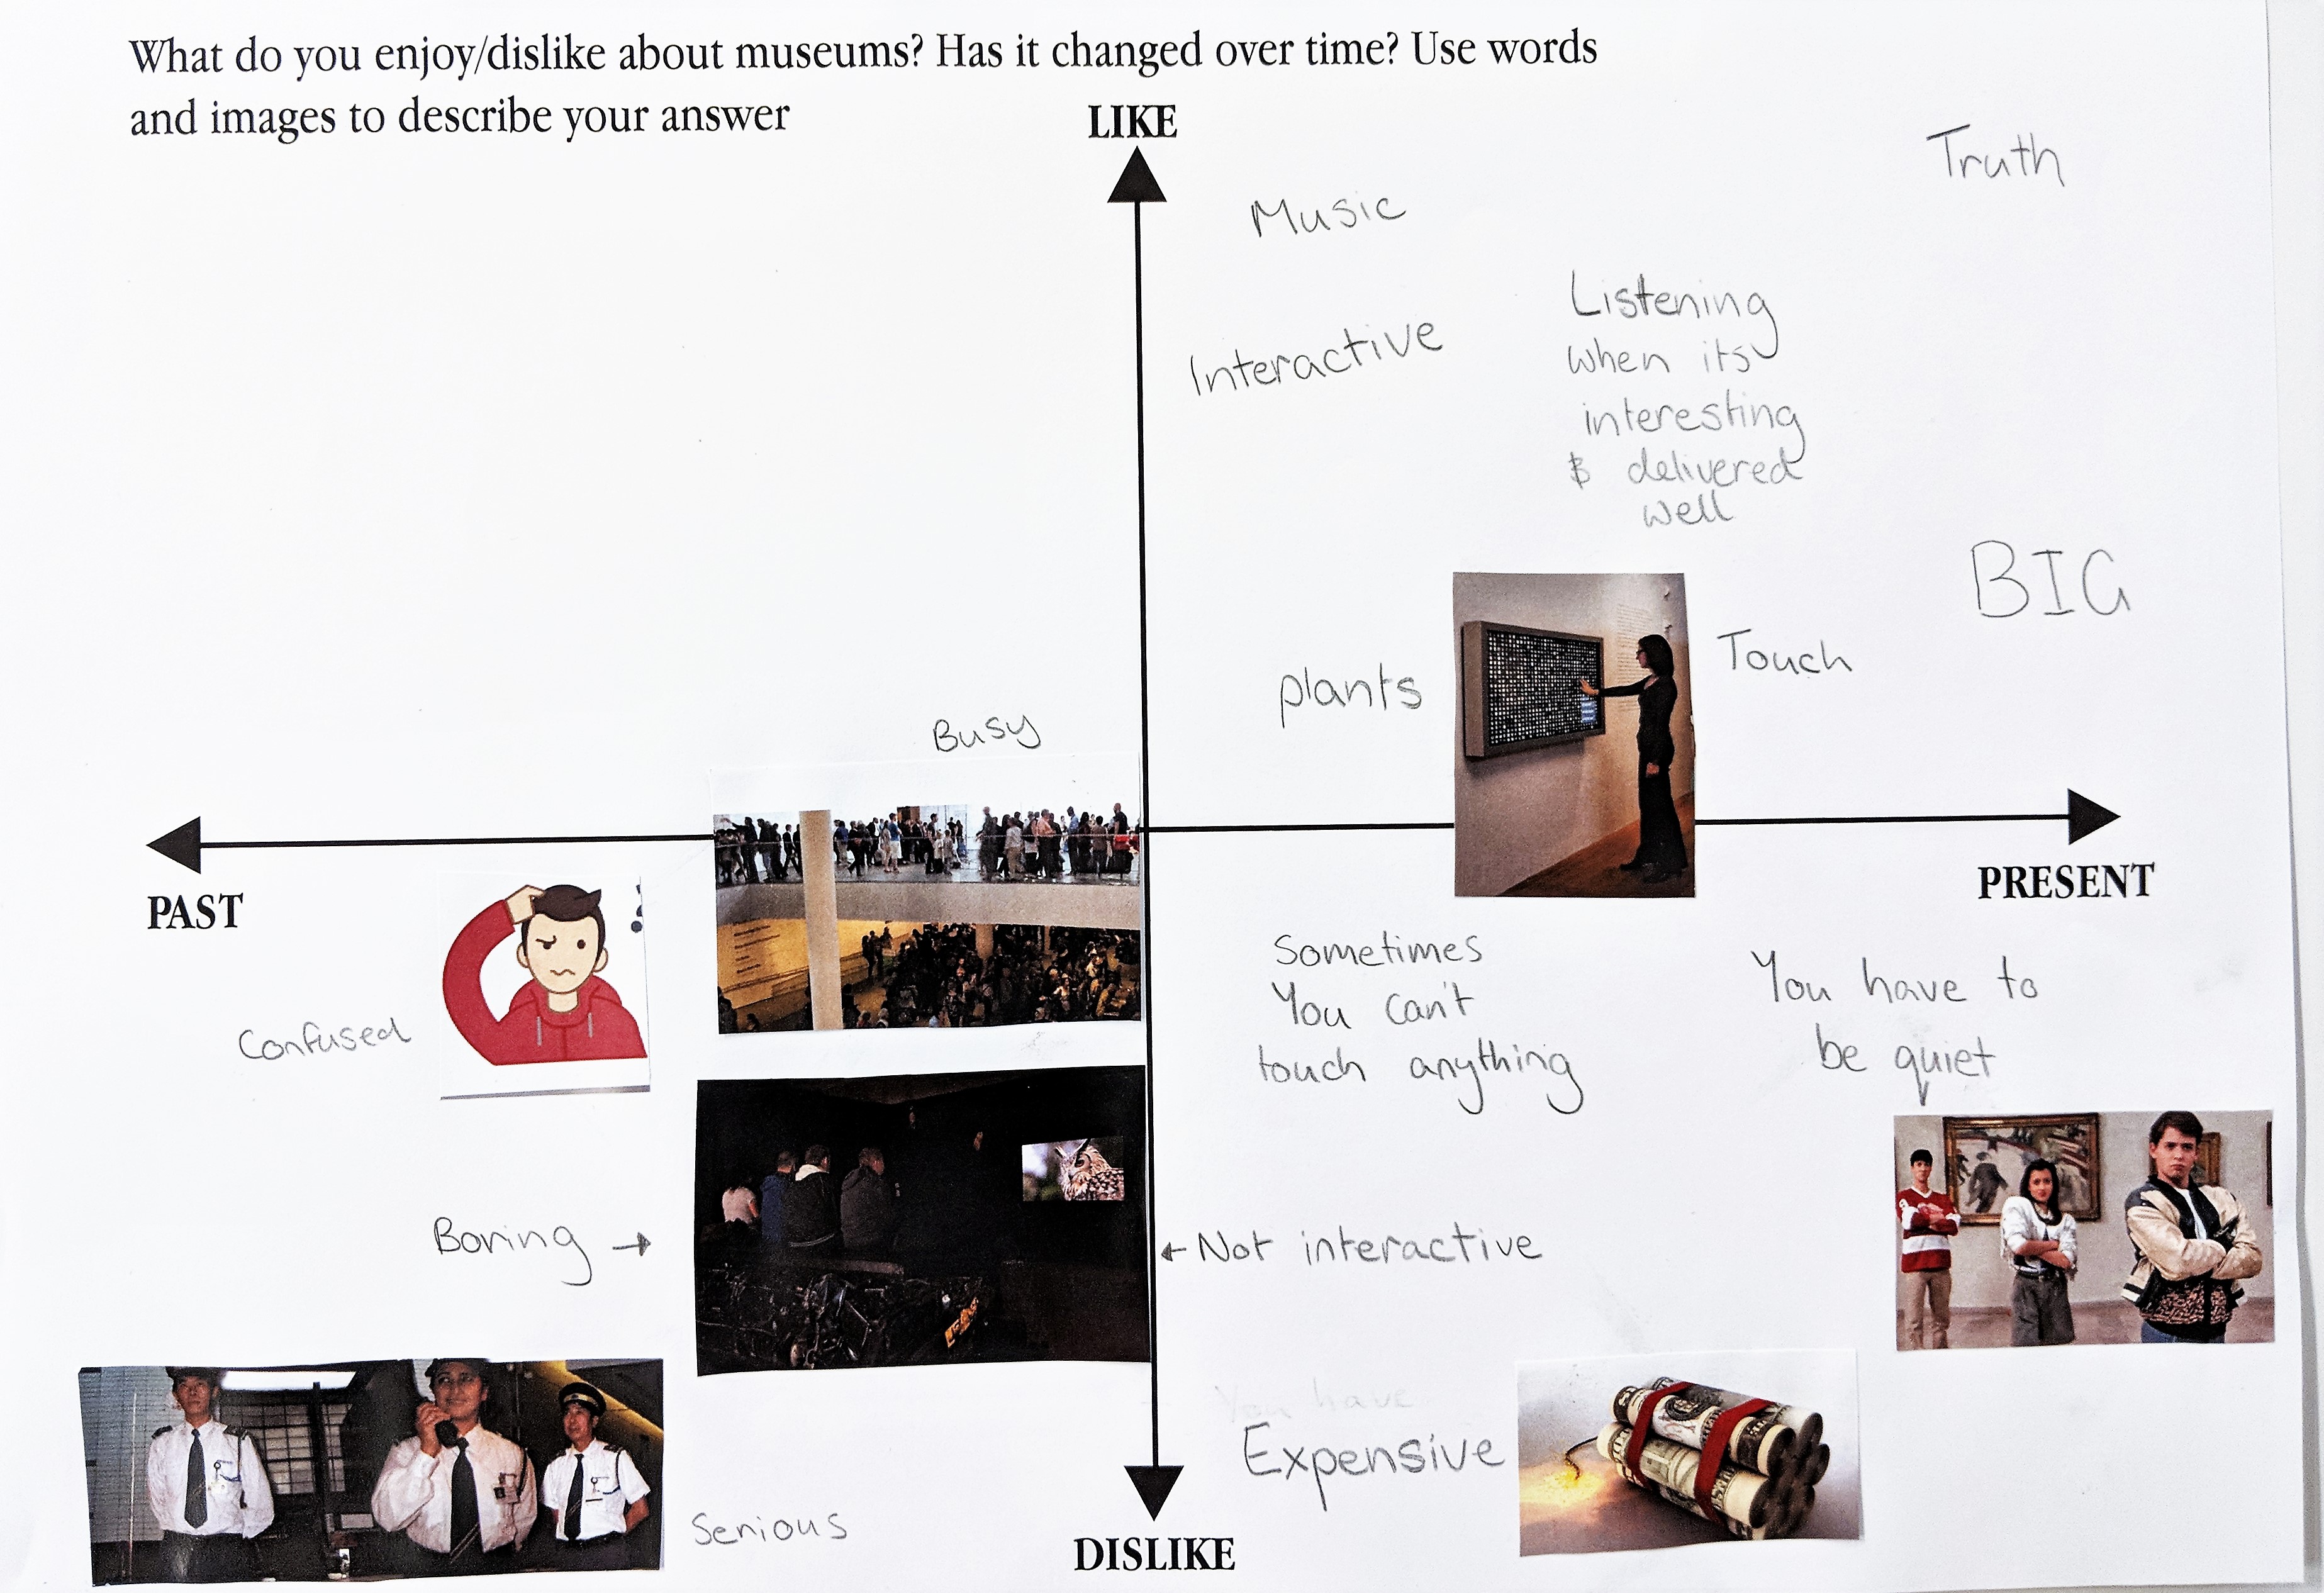 What do you enjoy/dislike about museums? Has it changed over time? Use words
and images to describe your answer
LIKE
Truth
Music
Listening
when its
interesting
& delivered
well
Interactive
BIG
Touch
plants
Busy
PAST
PRESENT
Confused
Sometimes
You can't
touch anything
You have to
be quiet
Boring →
← Not interactive
You have
Expensive
Serious
DISLIKE